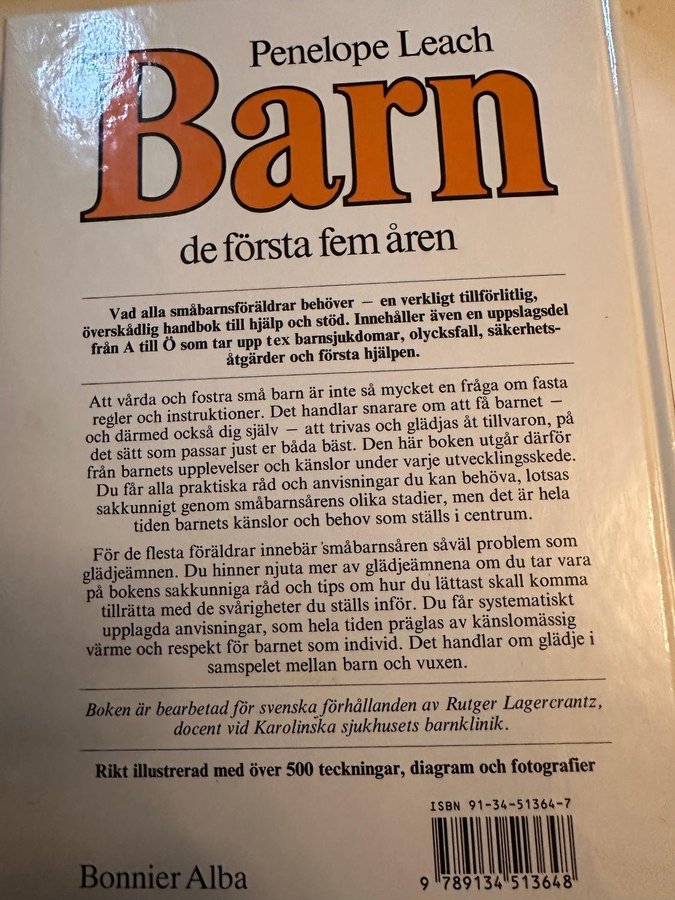 Penelope Leach
Barn
de första fem åren
Vad alla småbarnsföräldrar behöver – en verkligt tillförlitlig,
överskådlig handbok till hjälp och stöd. Innehåller även en uppslagsdel
från A till Ö som tar upp tex barnsjukdomar, olycksfall, säkerhets-
åtgärder och första hjälpen.
Att vårda och fostra små barn är inte så mycket en fråga om fasta
regler och instruktioner. Det handlar snarare om att få barnet –
och därmed också dig själv – att trivas och glädjas åt tillvaron, på
det sätt som passar just er båda bäst. Den här boken utgår därför
från barnets upplevelser och känslor under varje utvecklingsskede.
Du får alla praktiska råd och anvisningar du kan behöva, lotsas
sakkunnigt genom småbarnsårens olika stadier, men det är hela
tiden barnets känslor och behov som ställs i centrum.
För de flesta föräldrar innebär småbarnsåren såväl problem som
glädjeämnen. Du hinner njuta mer av glädjeämnena om du tar vara
på bokens sakkunniga råd och tips om hur du lättast skall komma
tillrätta med de svårigheter du ställs inför. Du får systematiskt
upplagda anvisningar, som hela tiden präglas av känslomässig
värme och respekt för barnet som individ. Det handlar om glädje i
samspelet mellan barn och vuxen.
Boken är bearbetad för svenska förhållanden av Rutger Lagercrantz,
docent vid Karolinska sjukhusets barnklinik.
Rikt illustrerad med över 500 teckningar, diagram och fotografier
ISBN 91-34-51364-7
9 789134 513648
Bonnier Alba